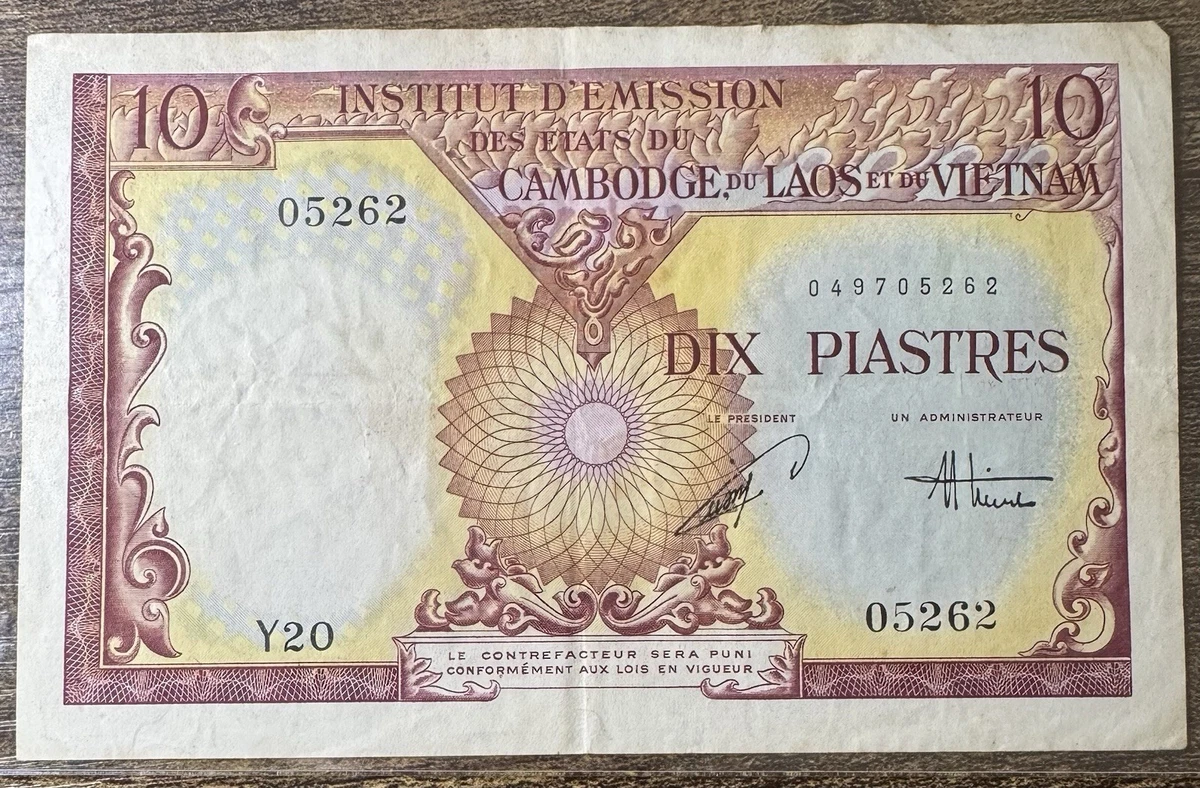 10 INSTITUT D'EMISSION 10
DES ETATS DU
CAMBODGE, DU LAOS ET DU VIETNAM
05262
049705262
DIX PIASTRES
LE PRESIDENT UN ADMINISTRATEUR
05262
Y20
LE CONTREFACTEUR SERA PUNI
CONFORMÉMENT AUX LOIS EN VIGUEUR